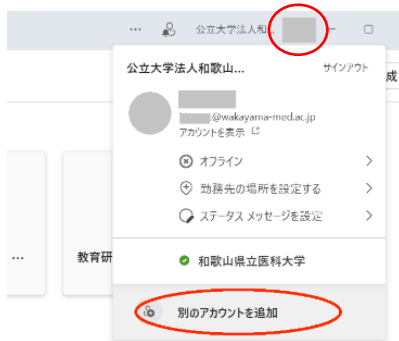 … 公立大学法人和...
公立大学法人和歌山... サインアウト
成
@wakayama-med.ac.jp
アカウントを表示
オフライン
勤務先の場所を設定する
ステータス メッセージを設定
... 教育研
和歌山県立医科大学
別のアカウントを追加